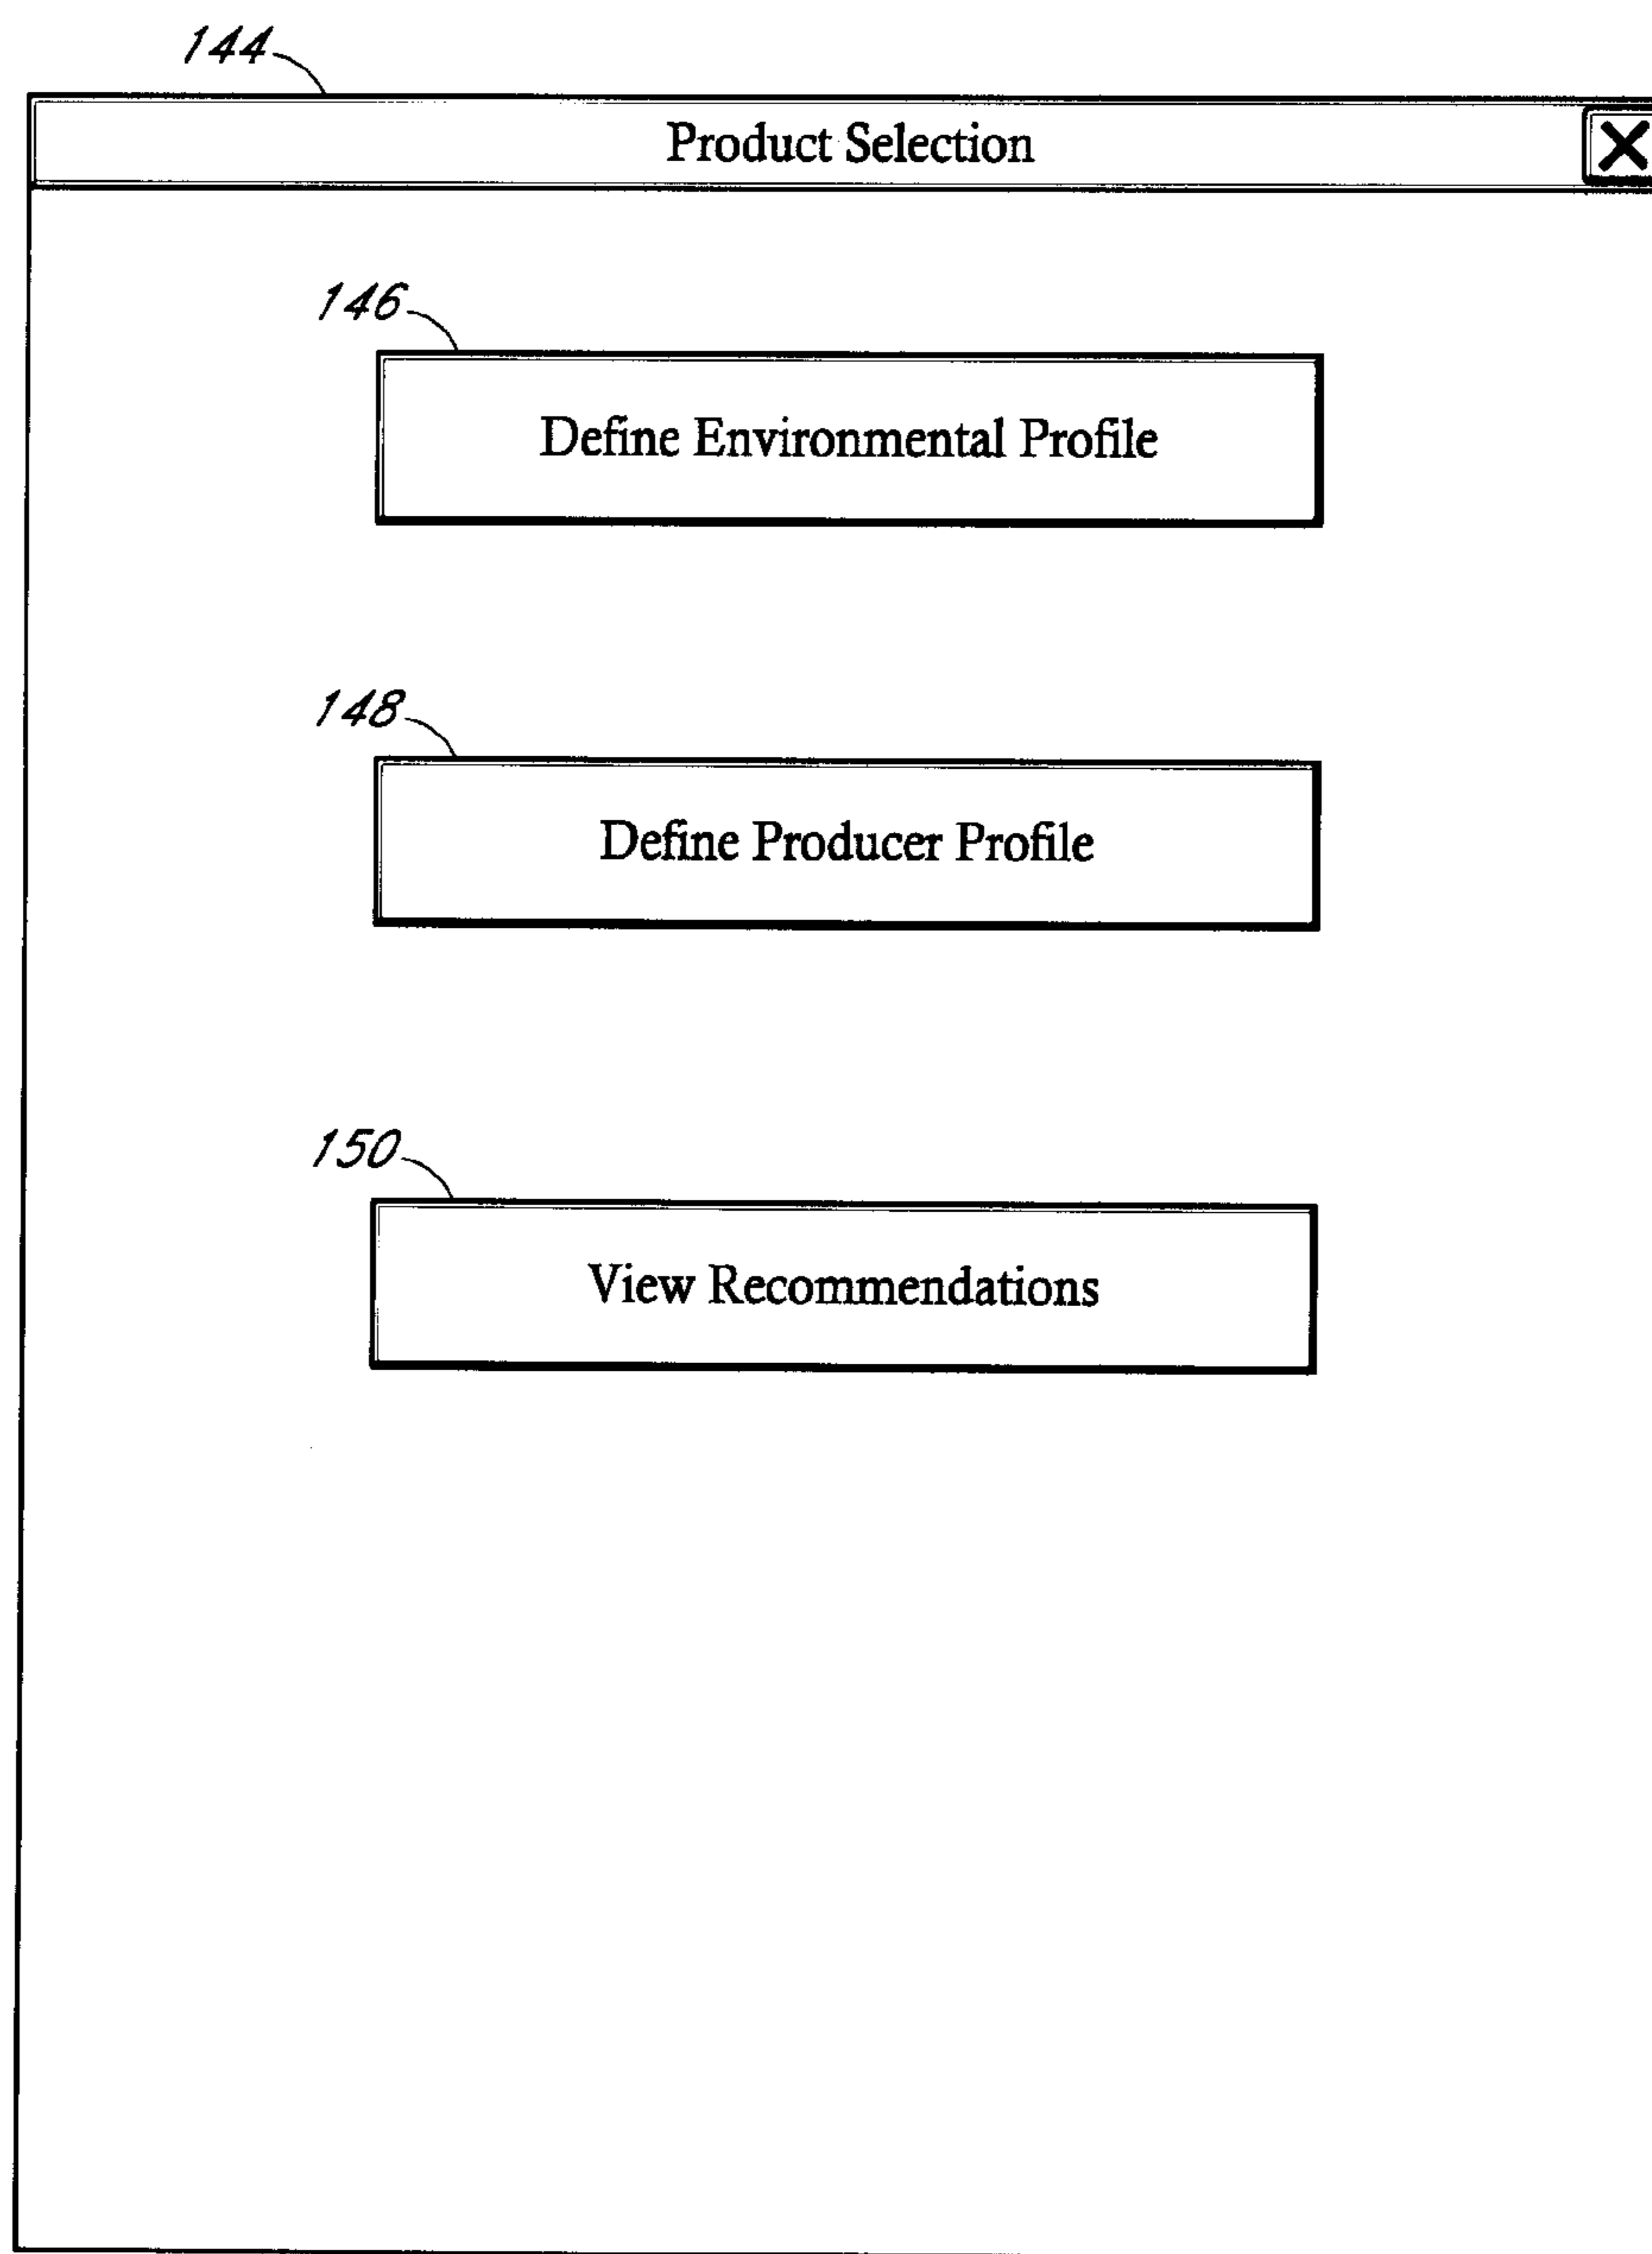 144
Product Selection
146
Define Environmental Profile
148
Define Producer Profile
150
View Recommendations